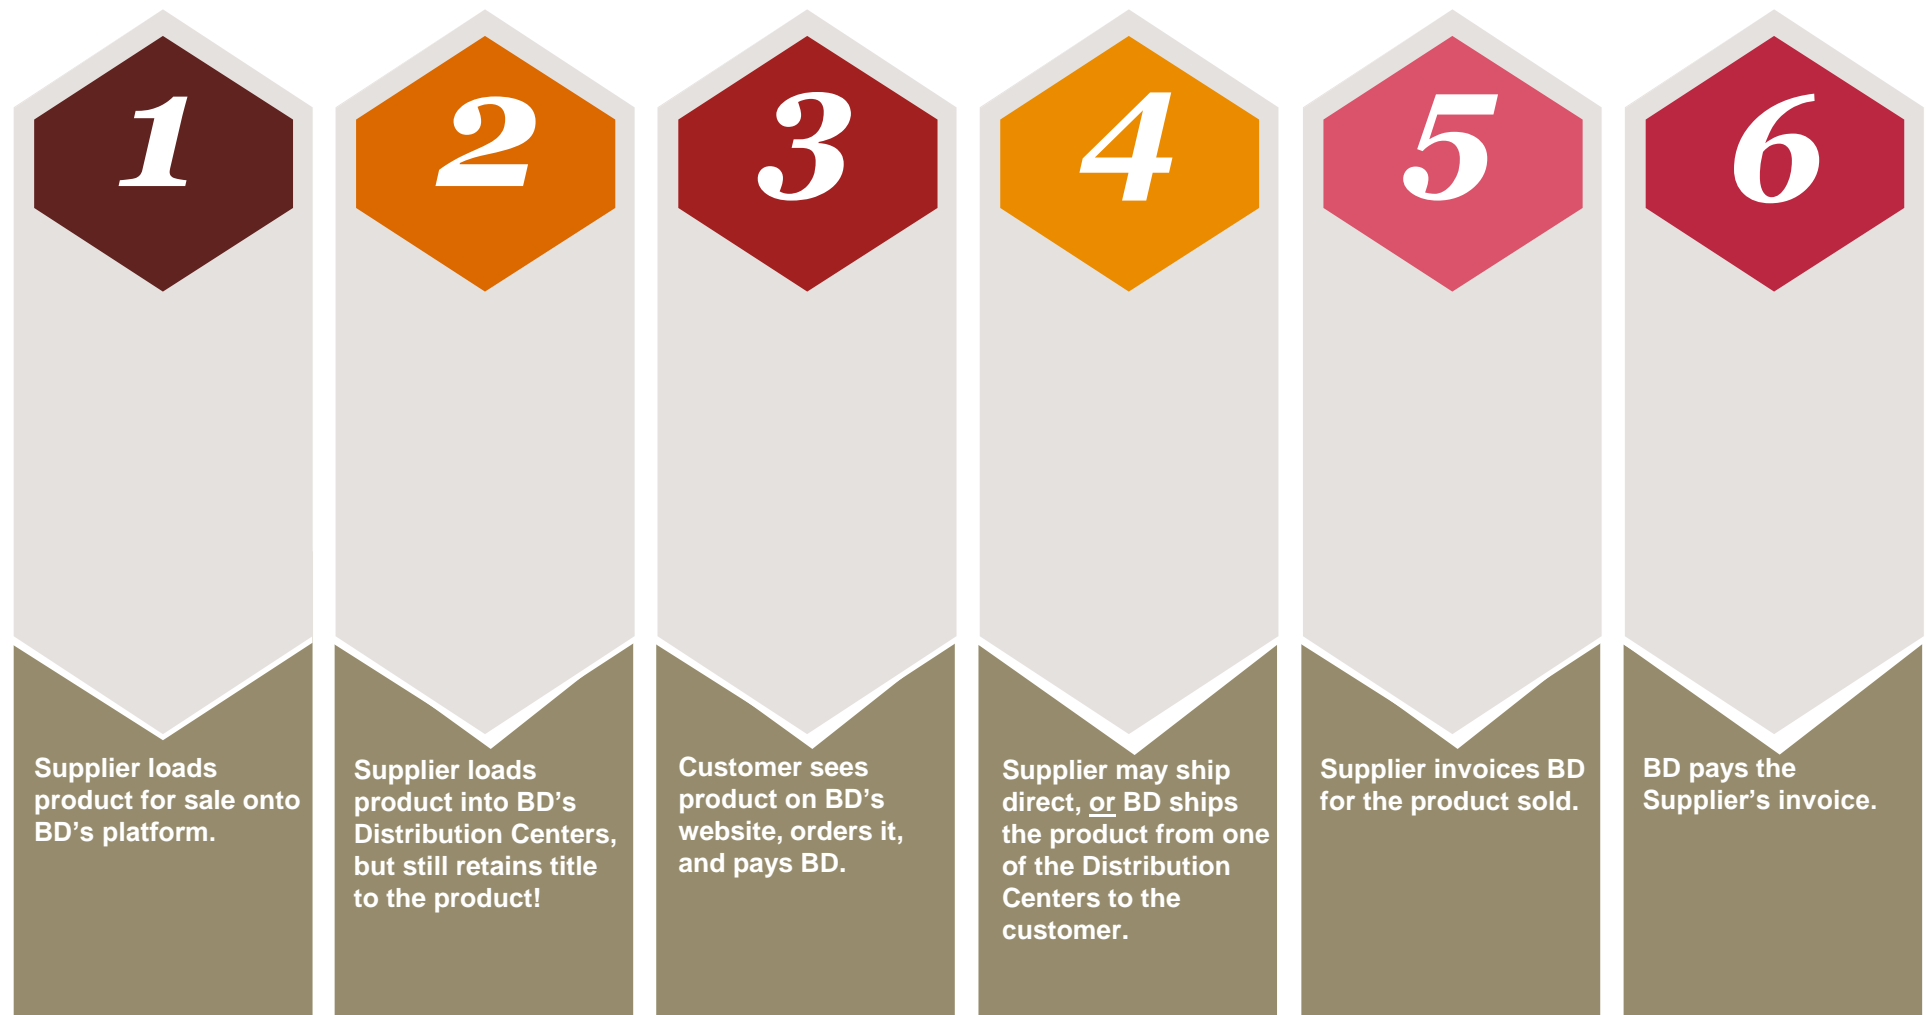 1
Supplier loads
product for sale onto
BD’s platform.
2
Supplier loads
product into BD’s
Distribution Centers,
but still retains title
to the product!
3
Customer sees
product on BD’s
website, orders it,
and pays BD.
4
Supplier may ship
direct, or BD ships
the product from one
of the Distribution
Centers to the
customer.
5
Supplier invoices BD
for the product sold.
6
BD pays the
Supplier’s invoice.